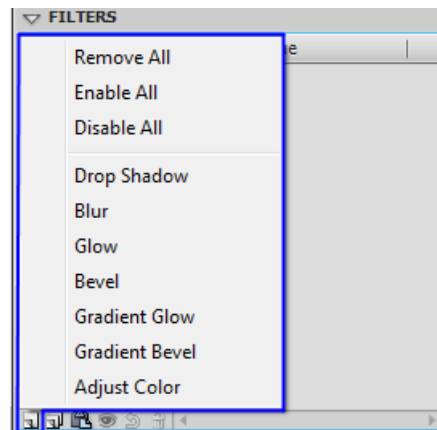 FILTERS
Remove All
Enable All
Disable All
Drop Shadow
Blur
Glow
Bevel
Gradient Glow
Gradient Bevel
Adjust Color